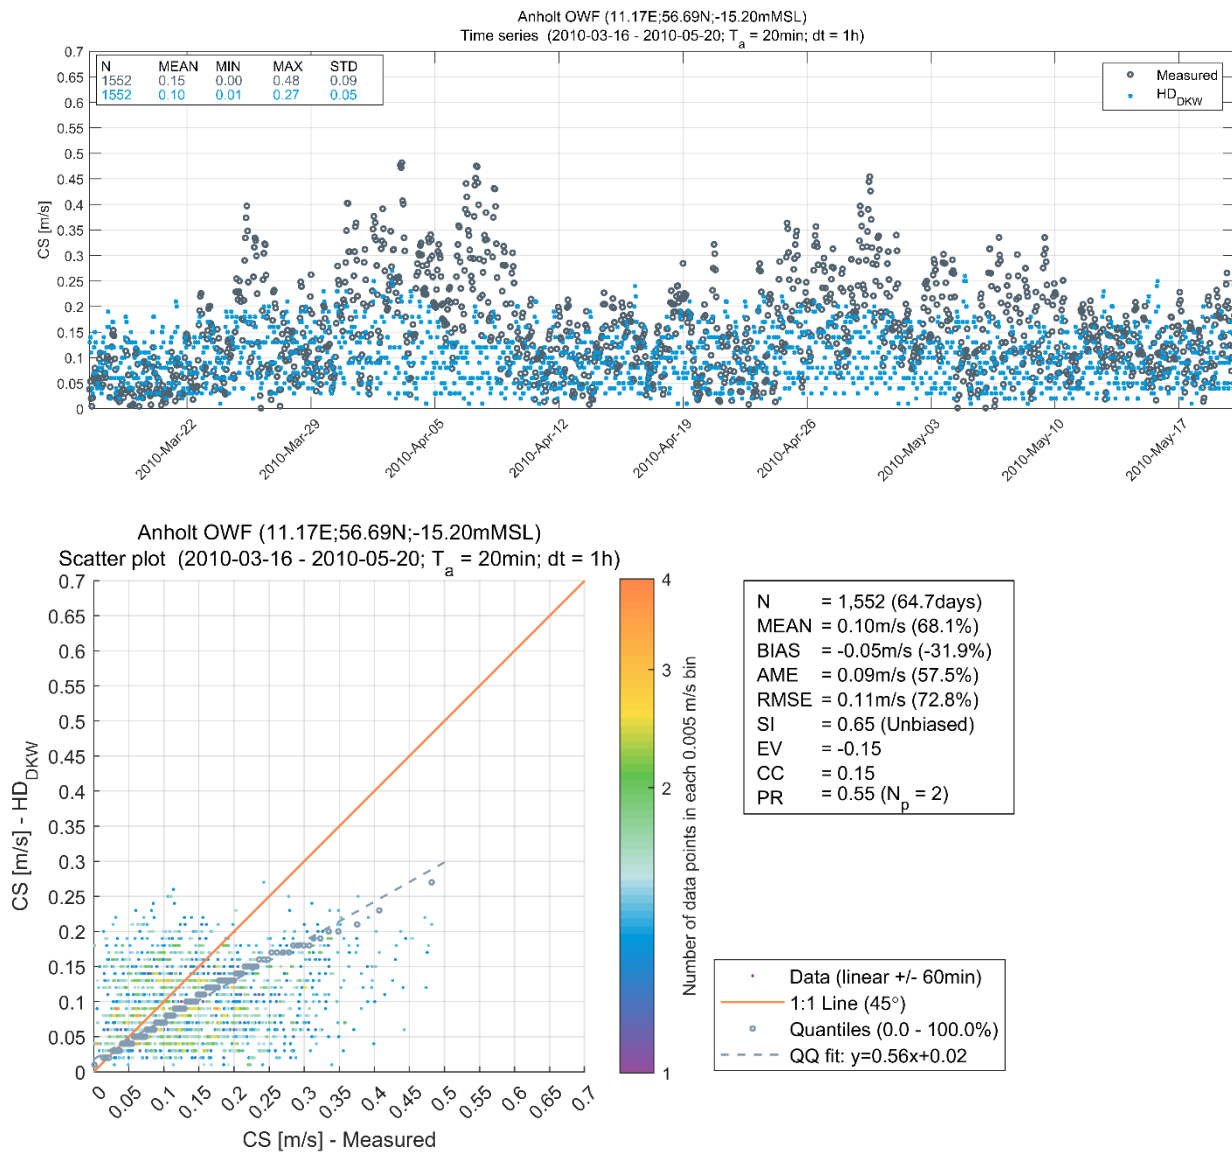 Anholt OWF (11.17E;56.69N;-15.20mMSL)
Time series (2010-03-16 - 2010-05-20; T_a = 20min; dt = 1h)
0.7
0.65
0.6
0.55
0.5
0.45
0.4
0.35
0.3
0.25
0.2
0.15
0.1
0.05
0
CS [m/s]
N MEAN MIN MAX STD
1552 0.15 0.00 0.48 0.09
1552 0.10 0.01 0.27 0.05
Measured
HD_DKW
2010-Mar-22
2010-Mar-29
2010-Apr-05
2010-Apr-12
2010-Apr-19
2010-Apr-26
2010-May-03
2010-May-10
2010-May-17
Anholt OWF (11.17E;56.69N;-15.20mMSL)
Scatter plot (2010-03-16 - 2010-05-20; T_a = 20min; dt = 1h)
0.7
0.65
0.6
0.55
0.5
0.45
0.4
0.35
0.3
0.25
0.2
0.15
0.1
0.05
0
CS [m/s] - HD_DKW
0
0.05
0.1
0.15
0.2
0.25
0.3
0.35
0.4
0.45
0.5
0.55
0.6
0.65
0.7
CS [m/s] - Measured
4
3
2
1
Number of data points in each 0.005 m/s bin
N = 1,552 (64.7days)
MEAN = 0.10m/s (68.1%)
BIAS = -0.05m/s (-31.9%)
AME = 0.09m/s (57.5%)
RMSE = 0.11m/s (72.8%)
SI = 0.65 (Unbiased)
EV = -0.15
CC = 0.15
PR = 0.55 (N_p = 2)
Data (linear +/- 60min)
1:1 Line (45°)
Quantiles (0.0 - 100.0%)
QQ fit: y=0.56x+0.02